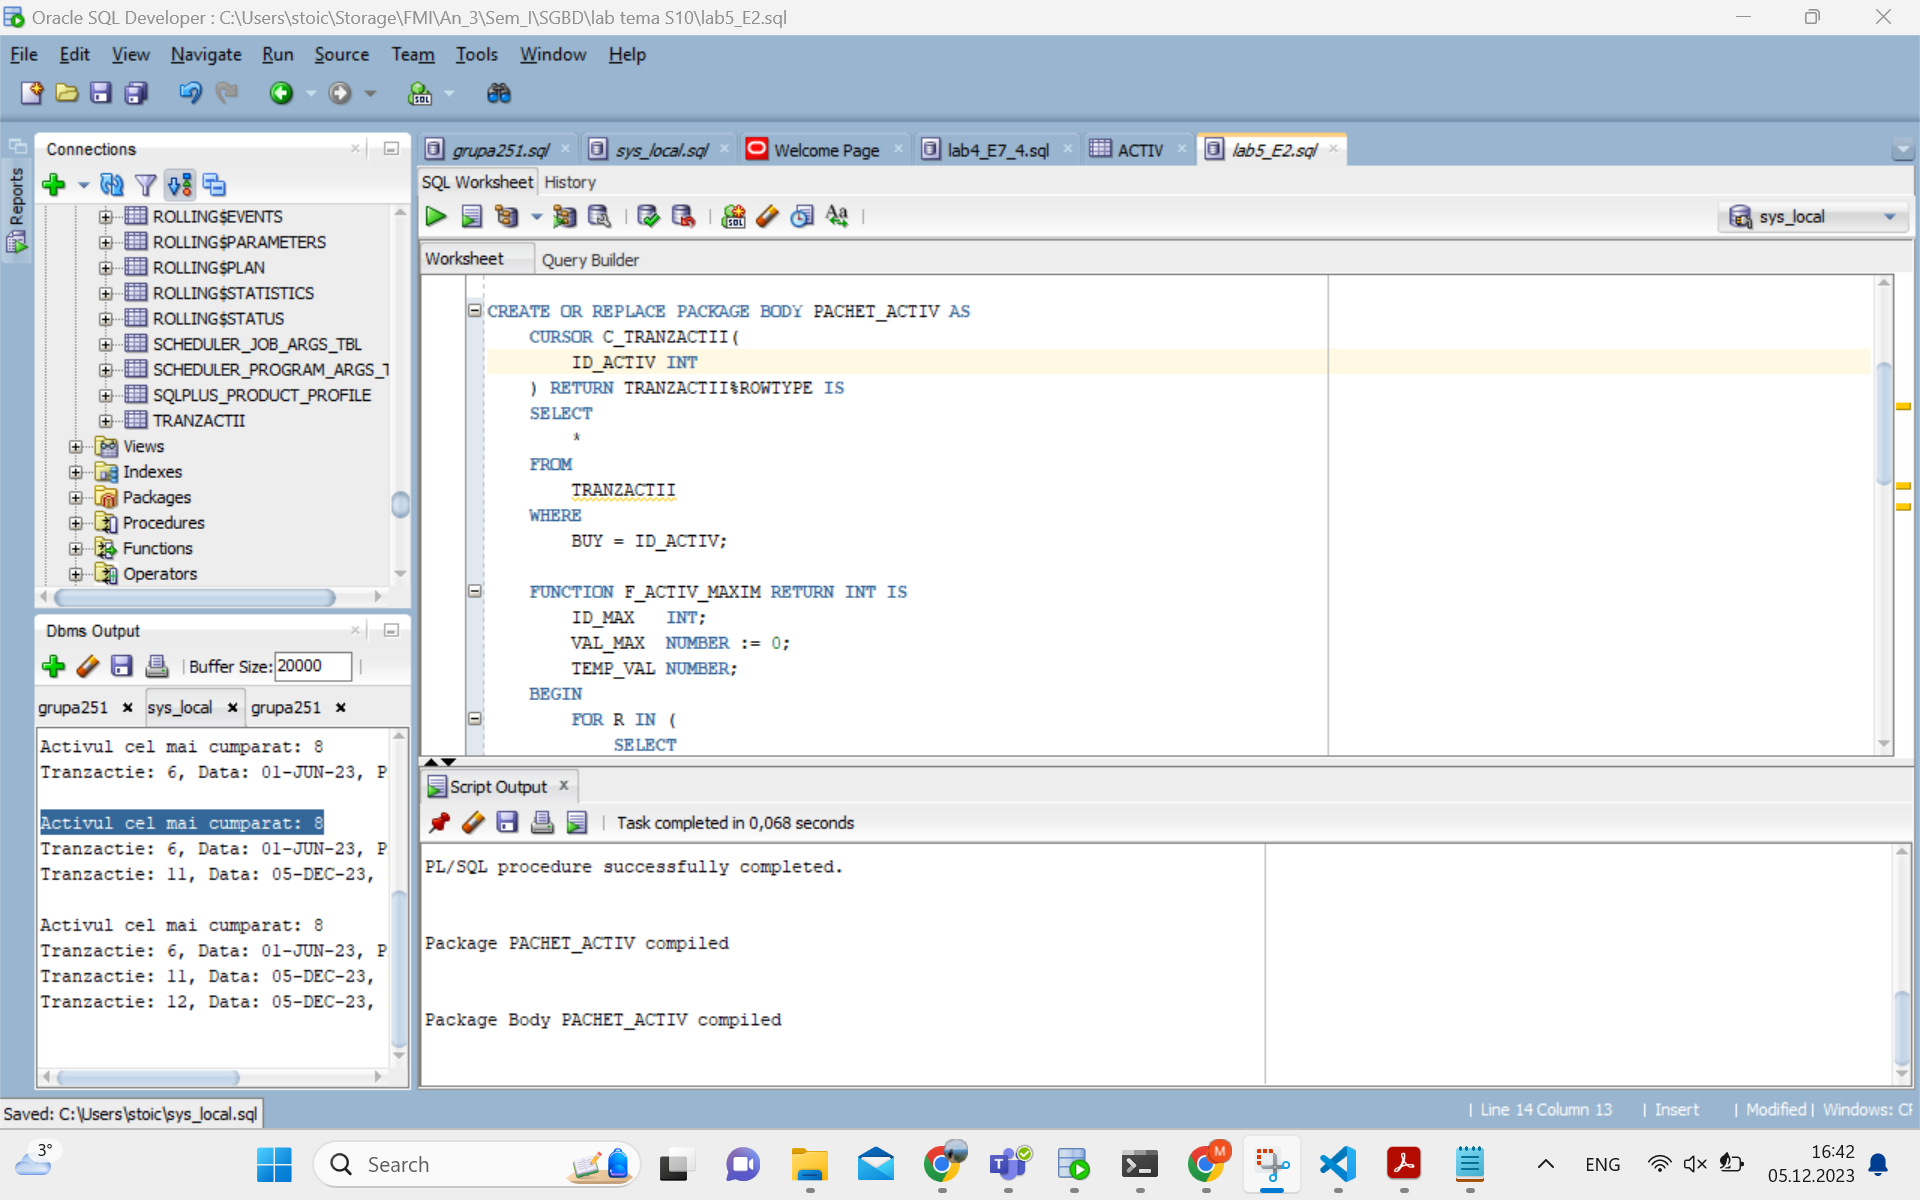 Oracle SQL Developer : C:\Users\stoic\Storage\FMI\An_3\Sem_I\SGBD\lab tema S10\lab5_E2.sql
File Edit View Navigate Run Source Team Tools Window Help
Reports
Connections
ROLLING$EVENTS
ROLLING$PARAMETERS
ROLLING$PLAN
ROLLING$STATISTICS
ROLLING$STATUS
SCHEDULER_JOB_ARGS_TBL
SCHEDULER_PROGRAM_ARGS_T
SQLPLUS_PRODUCT_PROFILE
TRANZACTII
Views
Indexes
Packages
Procedures
Functions
Operators
Dbms Output
Buffer Size: 20000
grupa251 sys_local grupa251
Activul cel mai cumparat: 8
Tranzactie: 6, Data: 01-JUN-23, P
Activul cel mai cumparat: 8
Tranzactie: 6, Data: 01-JUN-23, P
Tranzactie: 11, Data: 05-DEC-23,
Activul cel mai cumparat: 8
Tranzactie: 6, Data: 01-JUN-23, P
Tranzactie: 11, Data: 05-DEC-23,
Tranzactie: 12, Data: 05-DEC-23,
grupa251.sql sys_local.sql Welcome Page lab4_E7_4.sql ACTIV lab5_E2.sql
SQL Worksheet History
sys_local
Worksheet Query Builder
CREATE OR REPLACE PACKAGE BODY PACHET_ACTIV AS
CURSOR C_TRANZACTII(
ID_ACTIV INT
) RETURN TRANZACTII%ROWTYPE IS
SELECT
*
FROM
TRANZACTII
WHERE
BUY = ID_ACTIV;
FUNCTION F_ACTIV_MAXIM RETURN INT IS
ID_MAX INT;
VAL_MAX NUMBER := 0;
TEMP_VAL NUMBER;
BEGIN
FOR R IN (
SELECT
Script Output
Task completed in 0,068 seconds
PL/SQL procedure successfully completed.
Package PACHET_ACTIV compiled
Package Body PACHET_ACTIV compiled
Saved: C:\Users\stoic\sys_local.sql
Line 14 Column 13 | Insert | Modified | Windows: CF
3°
Search
ENG
16:42
05.12.2023